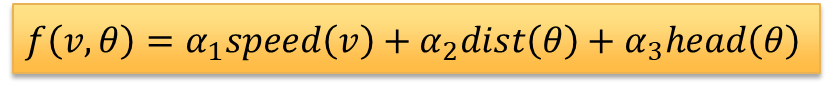 f(v, θ) = α₁speed(v) + α₂dist(θ) + α₃head(θ)